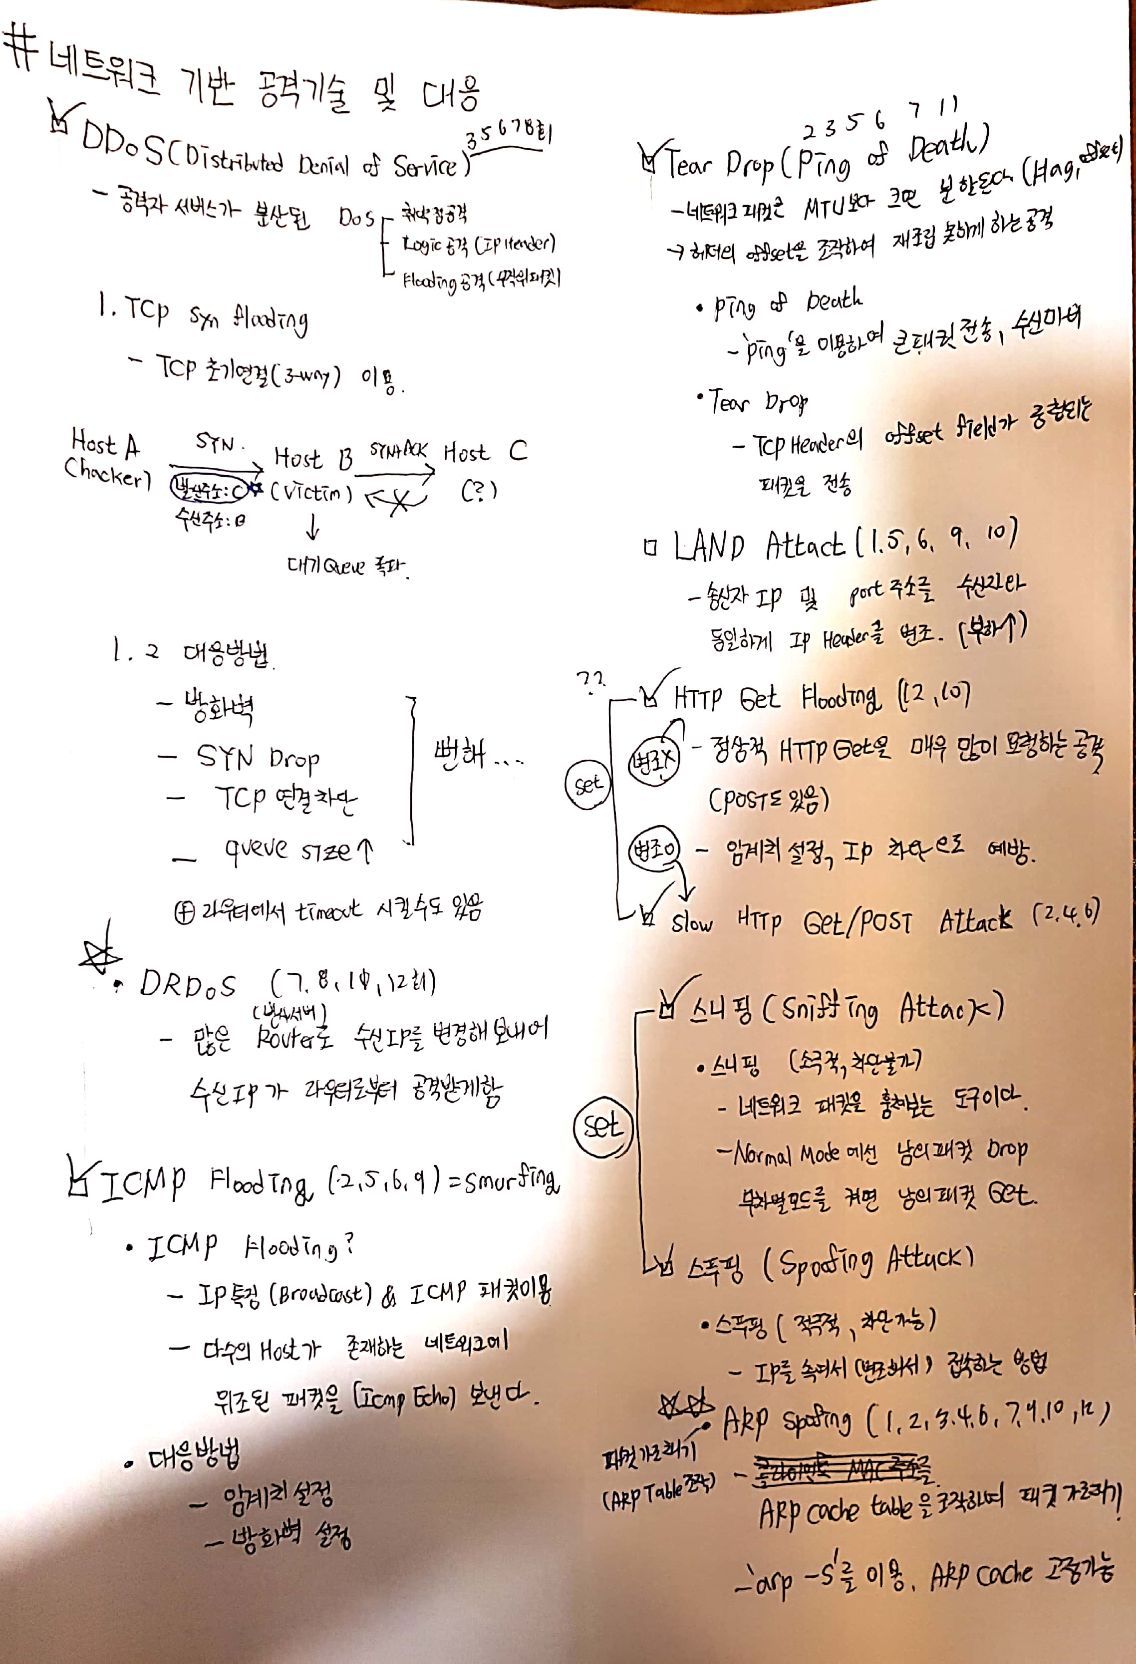 # 네트워크 기반 공격기술 및 대응
DDoS(Distributed Denial of Service) 3 5 6 7 8회
- 공격자 서버스가 분산된 DoS
취약점공격
Logic 공격 (IP Header)
Flooding 공격 (무작위패킷)
1. TCP Syn flooding
- TCP 초기연결(3-way) 이용.
Host A SYN. Host B SYN+ACK Host C
(hacker) 발신주소:C (victim) (?)
수신주소:B
대기Queue 폭파.
1. 2 대응방법.
- 방화벽
- SYN Drop
- TCP 연결차단
- queue size↑
뻔해...
⊕ 라우터에서 timeout 시킬수도 있음
• DRDoS (7. 8, 10, 12회)
(반사서버)
- 많은 Router로 수신IP를 변경해 보내어
수신IP가 라우터로부터 공격받게함
ICMP Flooding (2,5,6,9) = Smurfing
• ICMP Flooding?
- IP특징(Broadcast) & ICMP 패킷이용
- 다수의 Host가 존재하는 네트워크에
위조된 패킷을 (Icmp Echo) 보낸다.
• 대응방법
- 임계치 설정
- 방화벽 설정
2 3 5 6 7 11
Tear Drop (Ping of Death)
- 네트워크 패킷은 MTU보다 크면 분할된다 (flag, offset)
→ 헤더의 offset을 조작하여 재조립 못하게 하는 공격
• Ping of Death
- 'ping'을 이용하여 큰패킷 전송, 수신마비
• Tear Drop
- TCP Header의 offset field가 중첩되는
패킷을 전송
LAND Attact (1.5, 6, 9, 10)
- 송신자 IP 및 port 주소를 수신자와
동일하게 IP Header를 변조. (부하↑)
??
HTTP Get Flooding (12, 10)
변조X - 정상적 HTTP Get을 매우 많이 요청하는 공격
set
(POST도 있음)
변조O - 임계치 설정, IP 차단으로 예방.
slow HTTP Get/POST Attack (2.4.6)
스니핑 (Sniffing Attack)
• 스니핑 (소극적, 차단불가)
- 네트워크 패킷을 훔쳐보는 도구이다.
set
- Normal Mode 에선 남의패킷 Drop
무차별모드를 켜면 남의패킷 Get.
스푸핑 (Spoofing Attack)
• 스푸핑 (적극적, 차단가능)
- IP를 속여서 (변조해서) 접속하는 방법
• ARP Spoofing (1, 2, 3.4.6, 7, 9, 10, 12)
패킷가로채기
(ARP Table조작)
- 클라이언트 MAC 주소를
ARP cache table을 조작하여 패킷 가로채기
- 'arp -S'를 이용, ARP cache 고정가능